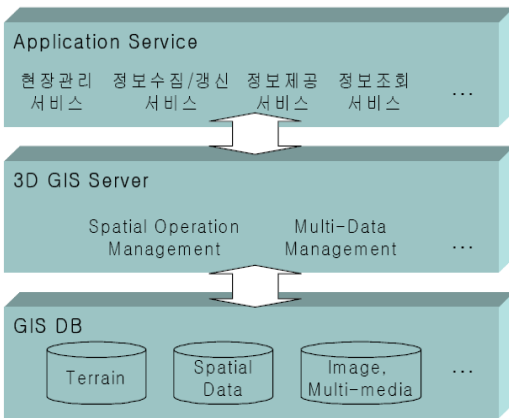 Application Service
현장관리 정보수집/갱신 정보제공 정보조회
서비스 서비스 서비스 서비스 ...
3D GIS Server
Spatial Operation Multi-Data
Management Management ...
GIS DB
Terrain Spatial Data Image, Multi-media ...